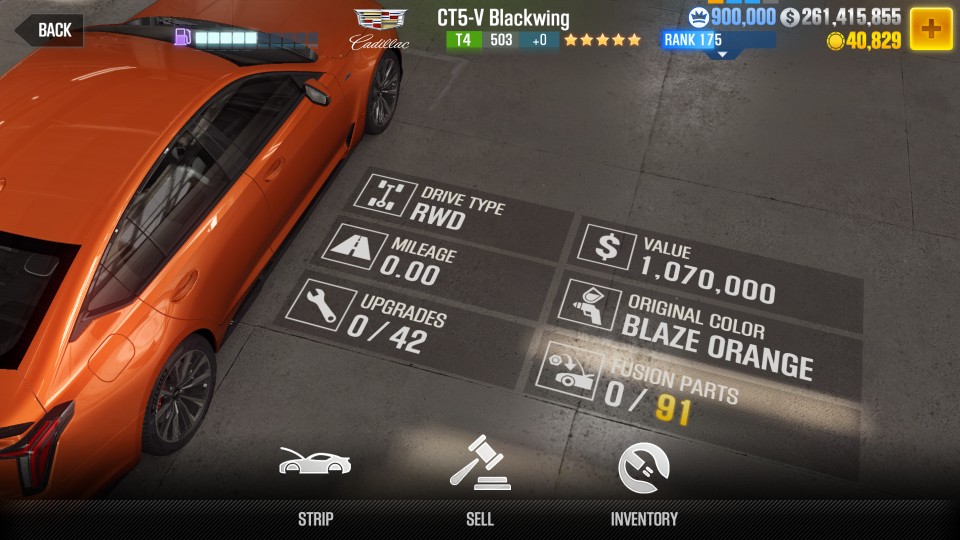 BACK
Cadillac
CT5-V Blackwing
T4 503 +0
900,000 261,415,855
RANK 175 40,829
DRIVE TYPE
RWD
MILEAGE
0.00
UPGRADES
0 / 42
VALUE
1,070,000
ORIGINAL COLOR
BLAZE ORANGE
FUSION PARTS
0 / 91
STRIP
SELL
INVENTORY